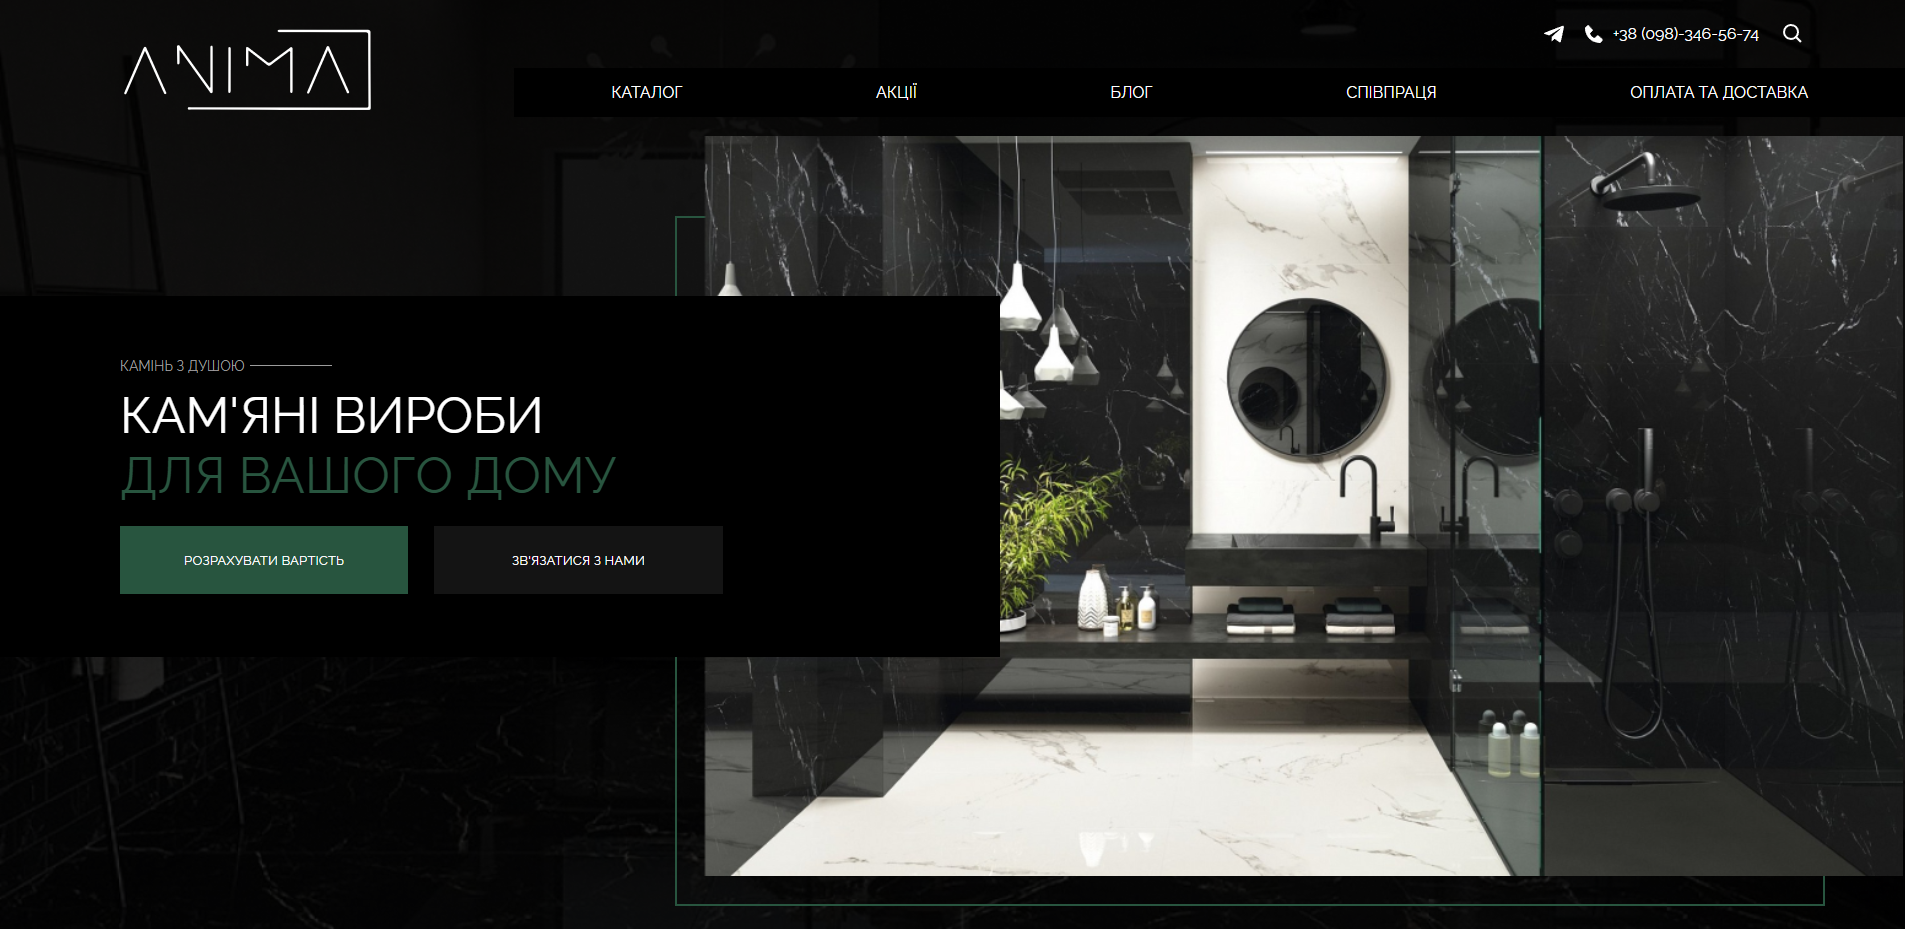 ANIMA
+38 (098)-346-56-74
КАТАЛОГ АКЦІЇ БЛОГ СПІВПРАЦЯ ОПЛАТА ТА ДОСТАВКА
КАМІНЬ З ДУШОЮ
КАМ'ЯНІ ВИРОБИ
ДЛЯ ВАШОГО ДОМУ
РОЗРАХУВАТИ ВАРТІСТЬ ЗВ'ЯЗАТИСЯ З НАМИ